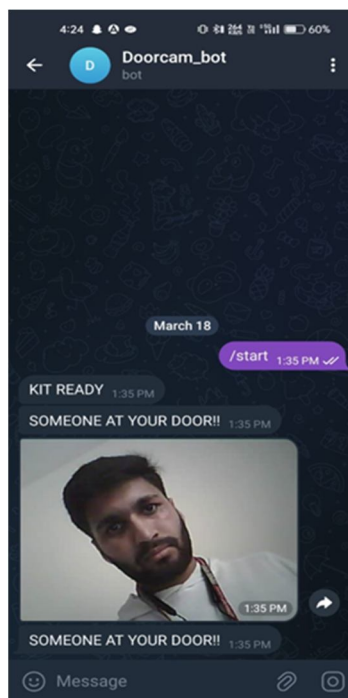 4:24 60%
D Doorcam_bot
bot
March 18
/start 1:35 PM
KIT READY 1:35 PM
SOMEONE AT YOUR DOOR!! 1:35 PM
1:35 PM
SOMEONE AT YOUR DOOR!! 1:35 PM
Message